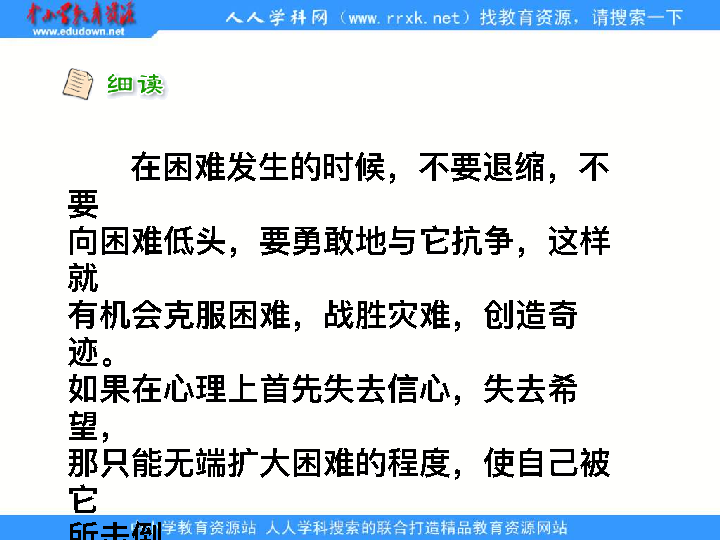 中小学教育资源
www.edudown.net
人人学科网（www.rrxk.net）找教育资源，请搜索一下
细读
在困难发生的时候，不要退缩，不
要
向困难低头，要勇敢地与它抗争，这样
就
有机会克服困难，战胜灾难，创造奇
迹。
如果在心理上首先失去信心，失去希
望，
那只能无端扩大困难的程度，使自己被
它
所击倒
学教育资源站 人人学科搜索的联合打造精品教育资源网站